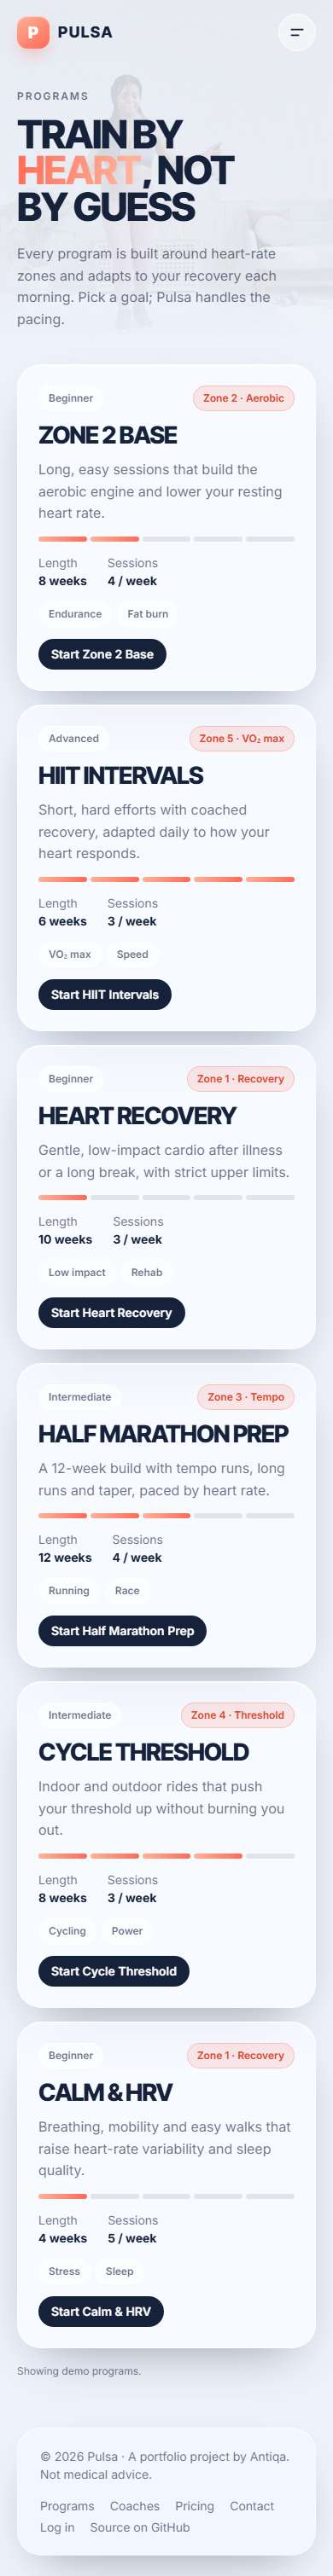 P PULSA
PROGRAMS
TRAIN BY
HEART, NOT
BY GUESS
Every program is built around heart-rate
zones and adapts to your recovery each
morning. Pick a goal; Pulsa handles the
pacing.
Beginner Zone 2 · Aerobic
ZONE 2 BASE
Long, easy sessions that build the
aerobic engine and lower your resting
heart rate.
Length Sessions
8 weeks 4 / week
Endurance Fat burn
Start Zone 2 Base
Advanced Zone 5 · VO₂ max
HIIT INTERVALS
Short, hard efforts with coached
recovery, adapted daily to how your
heart responds.
Length Sessions
6 weeks 3 / week
VO₂ max Speed
Start HIIT Intervals
Beginner Zone 1 · Recovery
HEART RECOVERY
Gentle, low-impact cardio after illness
or a long break, with strict upper limits.
Length Sessions
10 weeks 3 / week
Low impact Rehab
Start Heart Recovery
Intermediate Zone 3 · Tempo
HALF MARATHON PREP
A 12-week build with tempo runs, long
runs and taper, paced by heart rate.
Length Sessions
12 weeks 4 / week
Running Race
Start Half Marathon Prep
Intermediate Zone 4 · Threshold
CYCLE THRESHOLD
Indoor and outdoor rides that push
your threshold up without burning you
out.
Length Sessions
8 weeks 3 / week
Cycling Power
Start Cycle Threshold
Beginner Zone 1 · Recovery
CALM & HRV
Breathing, mobility and easy walks that
raise heart-rate variability and sleep
quality.
Length Sessions
4 weeks 5 / week
Stress Sleep
Start Calm & HRV
Showing demo programs.
© 2026 Pulsa · A portfolio project by Antiqa.
Not medical advice.
Programs Coaches Pricing Contact
Log in Source on GitHub